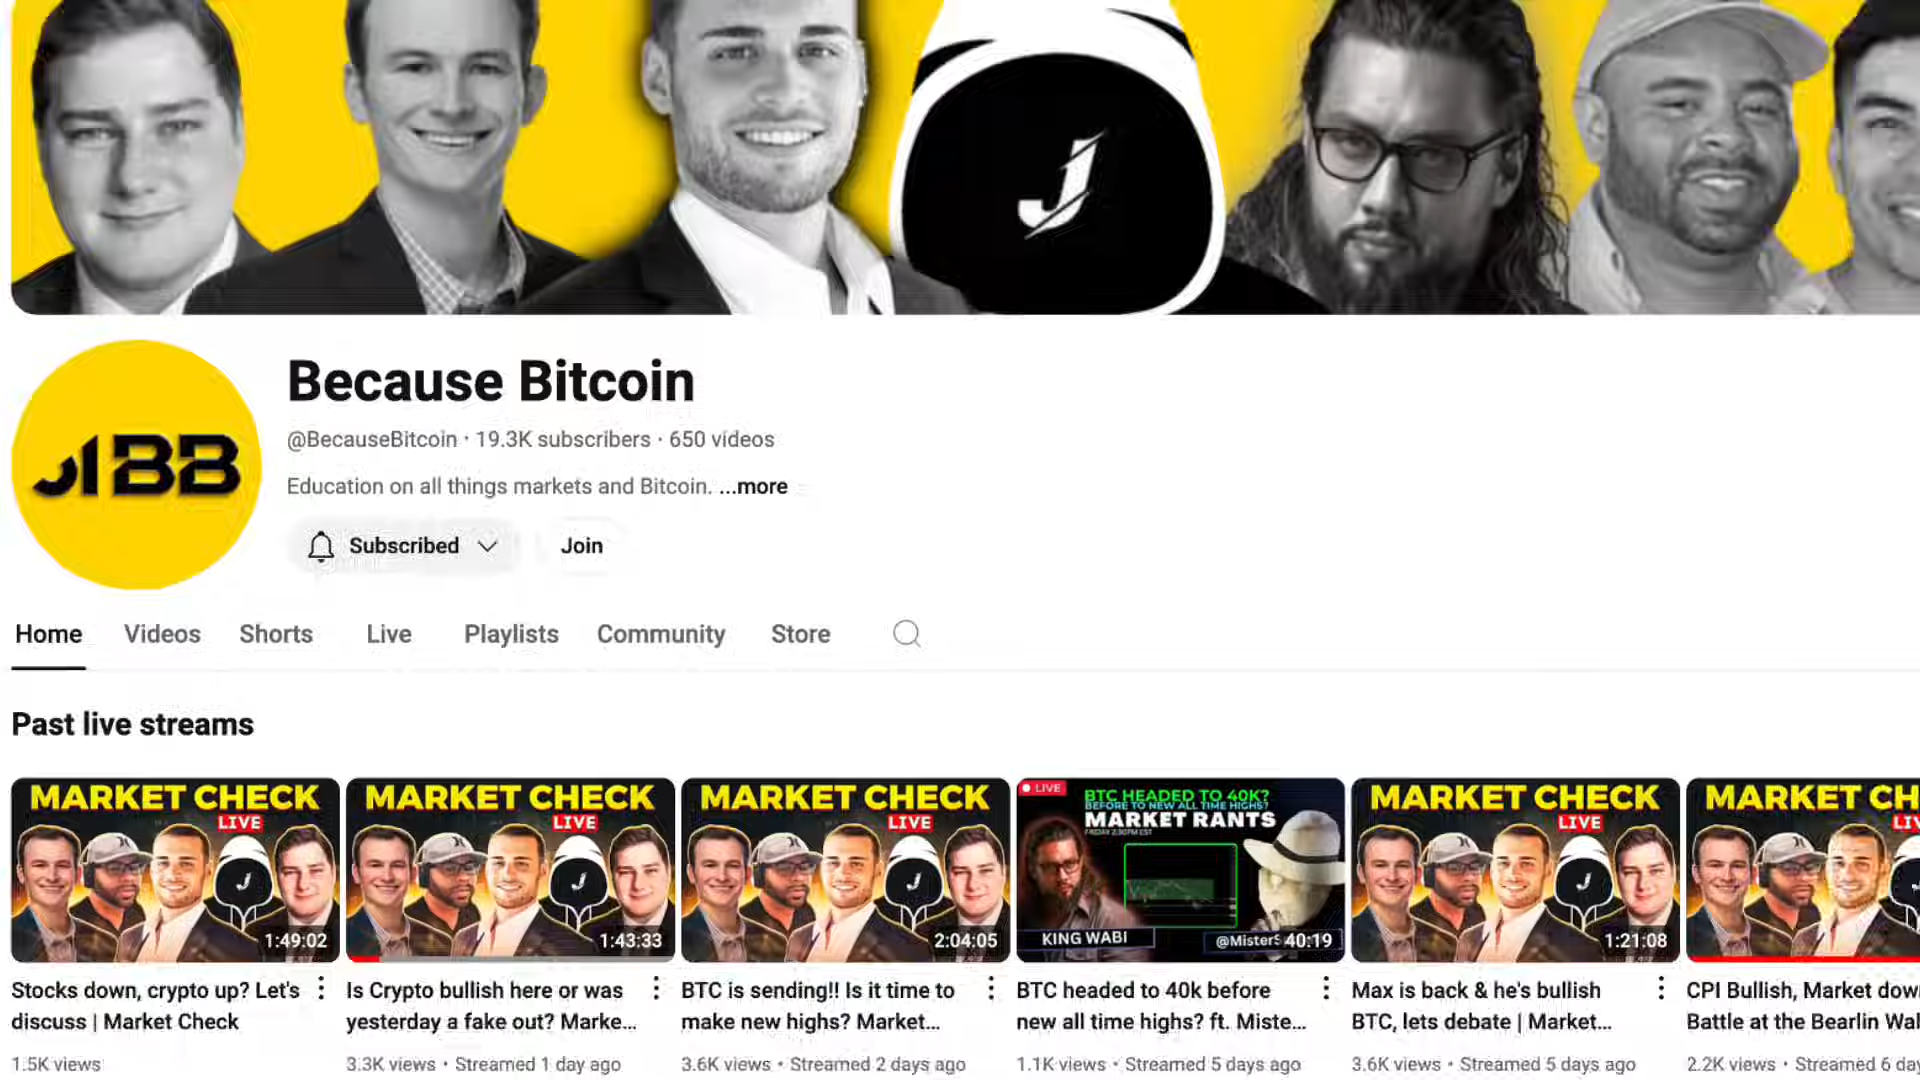 J
JIBB
Because Bitcoin
@BecauseBitcoin · 19.3K subscribers · 650 videos
Education on all things markets and Bitcoin. ...more
Subscribed
Join
Home Videos Shorts Live Playlists Community Store
Past live streams
MARKET CHECK
LIVE
J
1:49:02
Stocks down, crypto up? Let's
discuss | Market Check
1.5K views
MARKET CHECK
LIVE
J
1:43:33
Is Crypto bullish here or was
yesterday a fake out? Marke...
3.3K views · Streamed 1 day ago
MARKET CHECK
LIVE
J
2:04:05
BTC is sending!! Is it time to
make new highs? Market...
3.6K views · Streamed 2 days ago
LIVE
BTC HEADED TO 40K?
BEFORE TO NEW ALL TIME HIGHS?
MARKET RANTS
FRIDAY 2:30PM EST
KING WABI
@MisterS
40:19
BTC headed to 40k before
new all time highs? ft. Miste...
1.1K views · Streamed 5 days ago
MARKET CHECK
LIVE
J
1:21:08
Max is back & he's bullish
BTC, lets debate | Market...
3.6K views · Streamed 5 days ago
MARKET CH
LIV
CPI Bullish, Market dow
Battle at the Bearlin Wal
2.2K views · Streamed 6 day